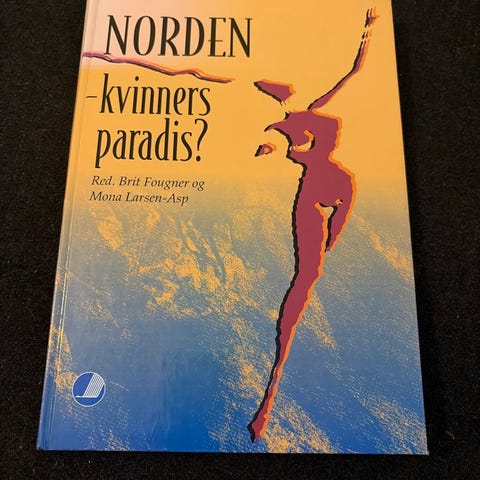 NORDEN
-kvinners
paradis?
Red. Brit Fougner og
Mona Larsen-Asp